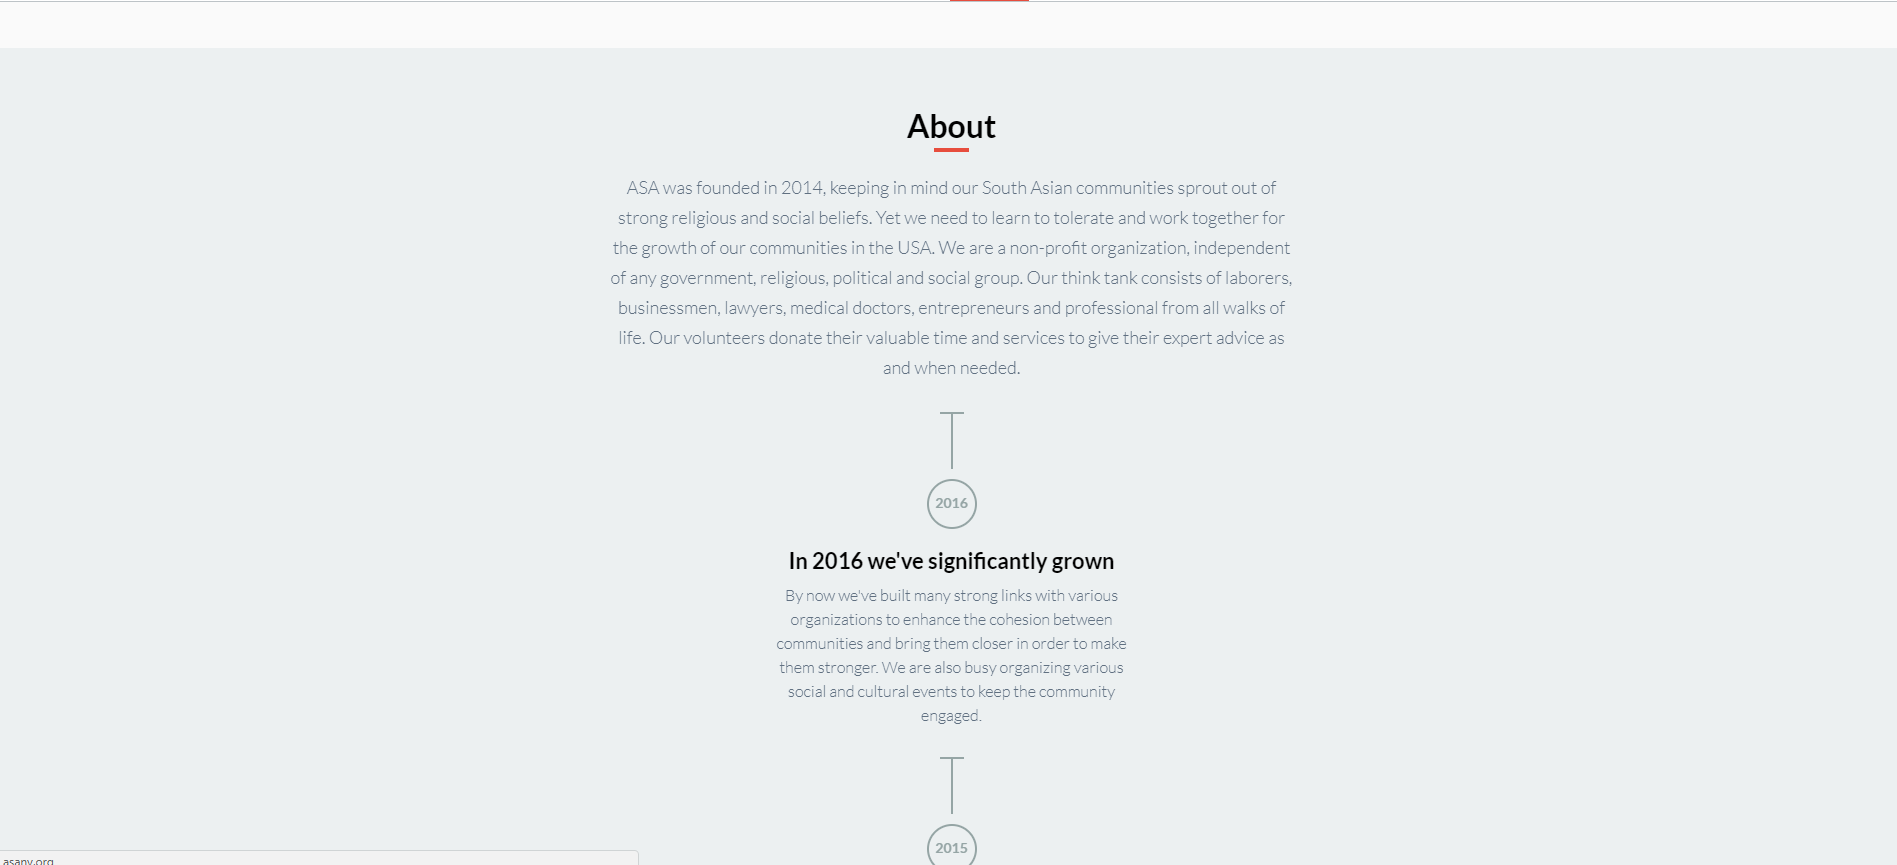 About
ASA was founded in 2014, keeping in mind our South Asian communities sprout out of
strong religious and social beliefs. Yet we need to learn to tolerate and work together for
the growth of our communities in the USA. We are a non-profit organization, independent
of any government, religious, political and social group. Our think tank consists of laborers,
businessmen, lawyers, medical doctors, entrepreneurs and professional from all walks of
life. Our volunteers donate their valuable time and services to give their expert advice as
and when needed.
2016
In 2016 we've significantly grown
By now we've built many strong links with various
organizations to enhance the cohesion between
communities and bring them closer in order to make
them stronger. We are also busy organizing various
social and cultural events to keep the community
engaged.
2015
asany.org